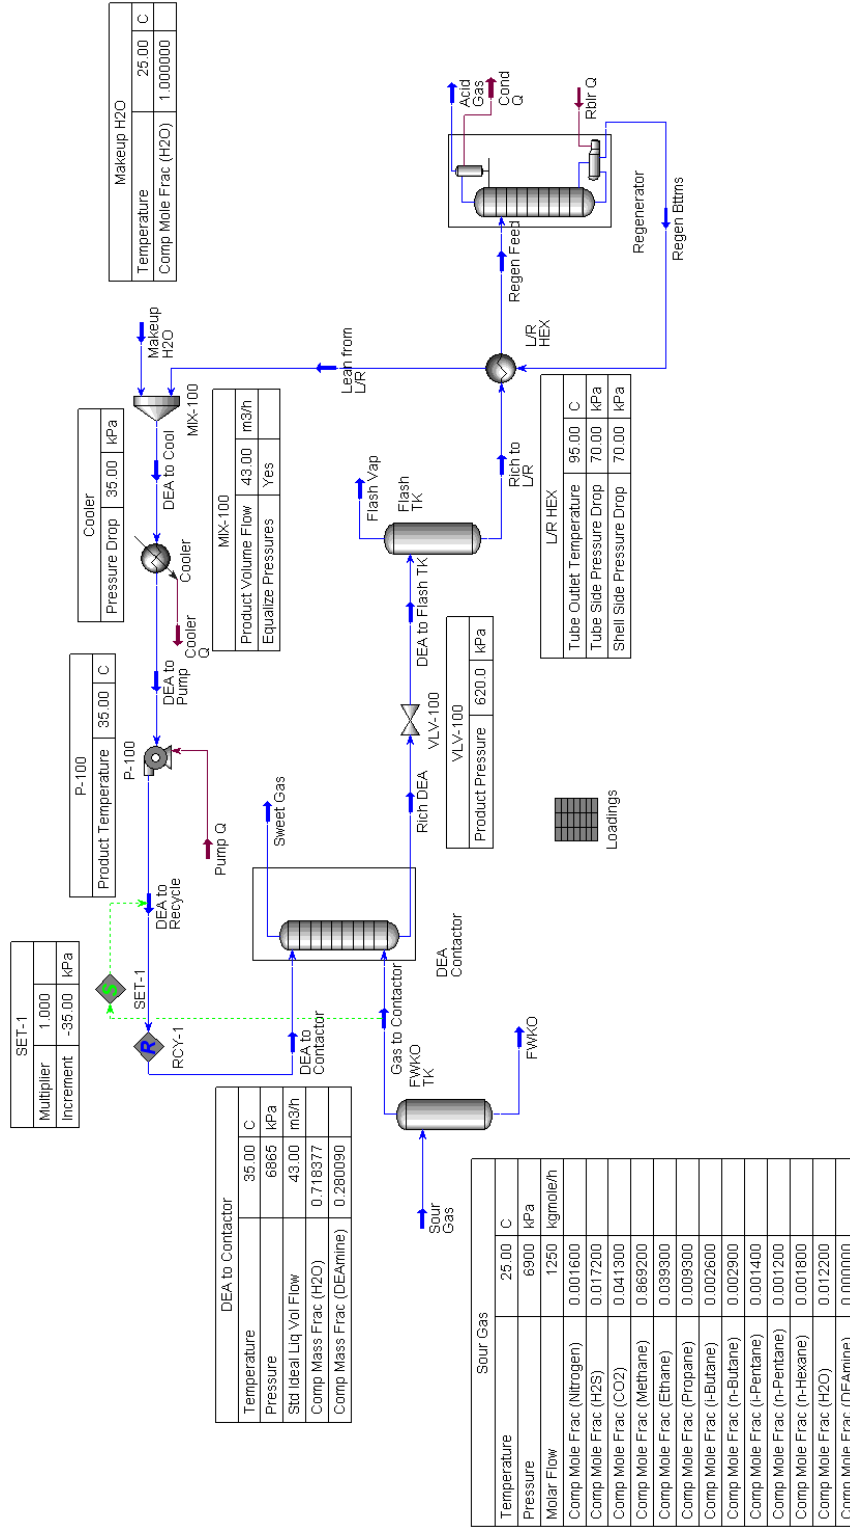 SET-1
Multiplier 1.000
Increment -35.00 kPa
P-100
Product Temperature 35.00 C
Cooler
Pressure Drop 35.00 kPa
Makeup H2O
Temperature 25.00 C
Comp Mole Frac (H2O) 1.000000
SET-1
S
R
RCY-1
DEA to
Recycle
P-100
Pump Q
DEA to
Pump
Cooler
Cooler
Q
DEA to Cool
MIX-100
Makeup
H2O
MIX-100
Product Volume Flow 43.00 m3/h
Equalize Pressures Yes
DEA to Contactor
Temperature 35.00 C
Pressure 6865 kPa
Std Ideal Liq Vol Flow 43.00 m3/h
Comp Mass Frac (H2O) 0.718377
Comp Mass Frac (DEAmine) 0.280090
DEA to
Contactor
Sweet Gas
Gas to Contactor
DEA
Contactor
Rich DEA
VLV-100
VLV-100
Product Pressure 620.0 kPa
DEA to Flash TK
Flash Vap
Flash
TK
Rich to
L/R
Lean from
L/R
L/R
HEX
L/R HEX
Tube Outlet Temperature 95.00 C
Tube Side Pressure Drop 70.00 kPa
Shell Side Pressure Drop 70.00 kPa
Regen Feed
Acid
Gas
Cond
Q
Rblr Q
Regenerator
Regen Bttms
Sour
Gas
FWKO
TK
FWKO
Loadings
Sour Gas
Temperature 25.00 C
Pressure 6900 kPa
Molar Flow 1250 kgmole/h
Comp Mole Frac (Nitrogen) 0.001600
Comp Mole Frac (H2S) 0.017200
Comp Mole Frac (CO2) 0.041300
Comp Mole Frac (Methane) 0.869200
Comp Mole Frac (Ethane) 0.039300
Comp Mole Frac (Propane) 0.009300
Comp Mole Frac (i-Butane) 0.002600
Comp Mole Frac (n-Butane) 0.002900
Comp Mole Frac (i-Pentane) 0.001400
Comp Mole Frac (n-Pentane) 0.001200
Comp Mole Frac (n-Hexane) 0.001800
Comp Mole Frac (H2O) 0.012200
Comp Mole Frac (DEAmine) 0.000000